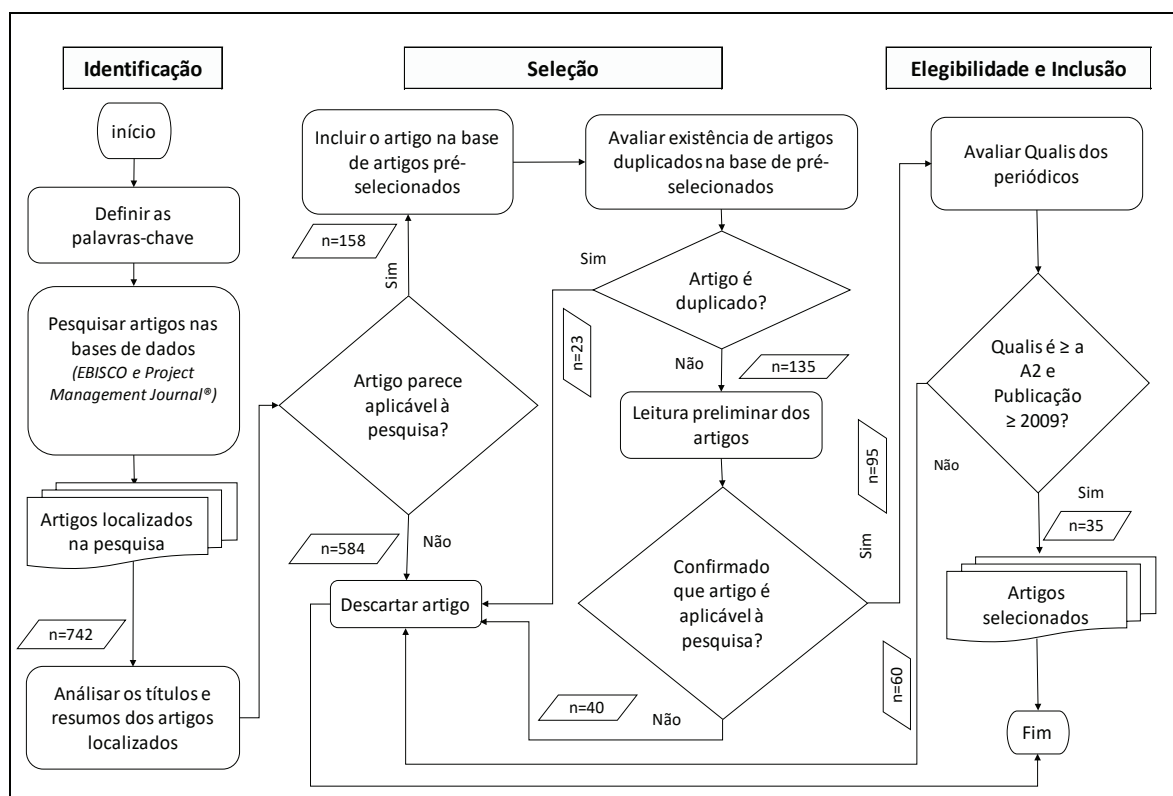 Identificação
início
Definir as
palavras-chave
Pesquisar artigos nas
bases de dados
(EBISCO e Project
Management Journal®)
Artigos localizados
na pesquisa
n=742
Análisar os títulos e
resumos dos artigos
localizados
Seleção
Incluir o artigo na base
de artigos pré-
selecionados
n=158
Sim
Artigo parece
aplicável à
pesquisa?
n=584
Não
Descartar artigo
Avaliar existência de artigos
duplicados na base de pré-
selecionados
Sim
Artigo é
duplicado?
n=23
Não
n=135
Leitura preliminar dos
artigos
Confirmado
que artigo é
aplicável à
pesquisa?
n=40
Não
Sim
n=95
Elegibilidade e Inclusão
Avaliar Qualis dos
periódicos
Qualis é ≥ a
A2 e
Publicação
≥ 2009?
Não
n=60
Sim
n=35
Artigos
selecionados
Fim